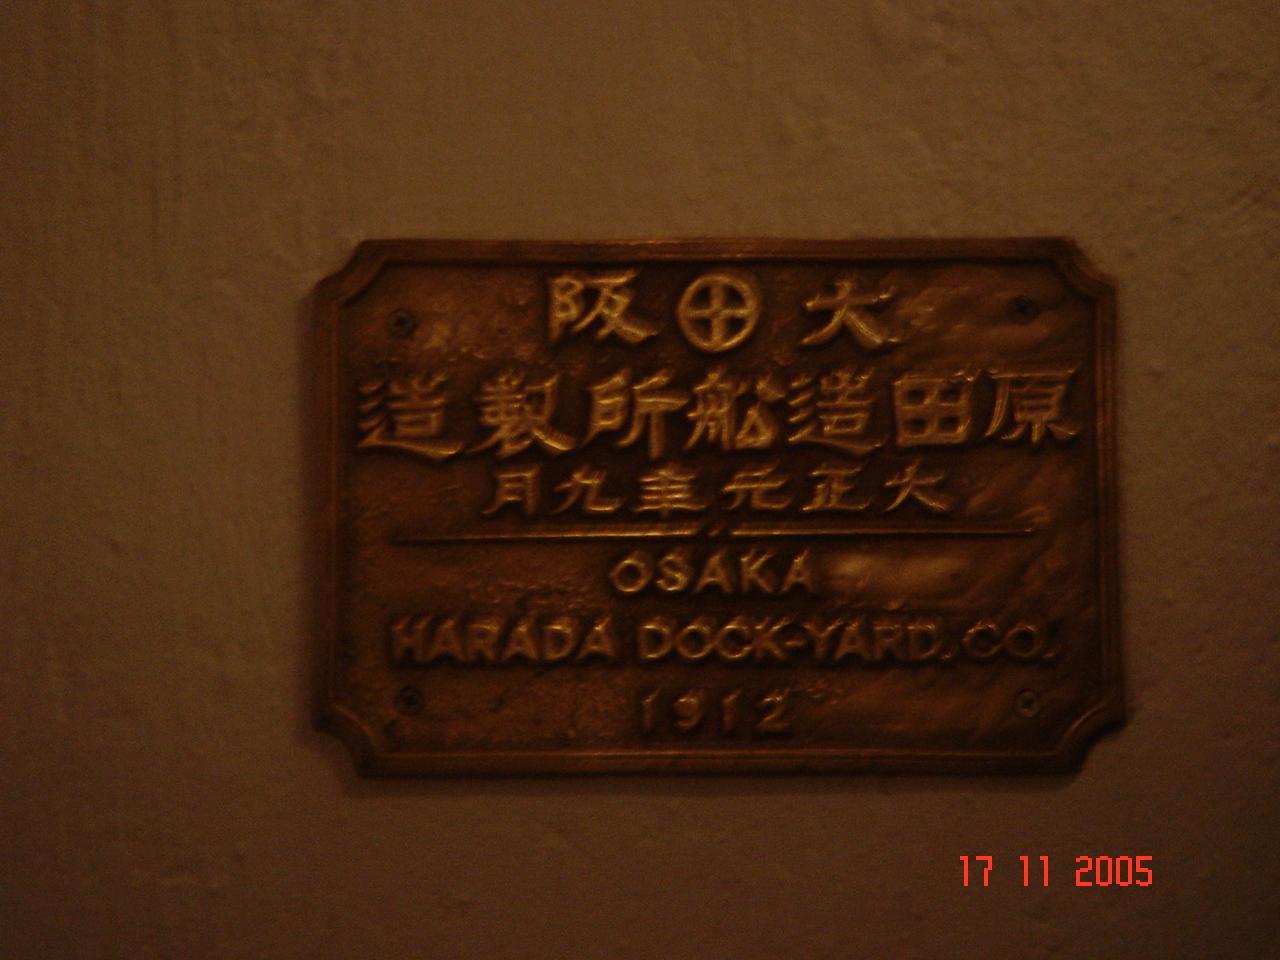 大阪
原田造船所製造
大正元年九月
OSAKA
HARADA DOCK-YARD.CO.
1912
17 11 2005